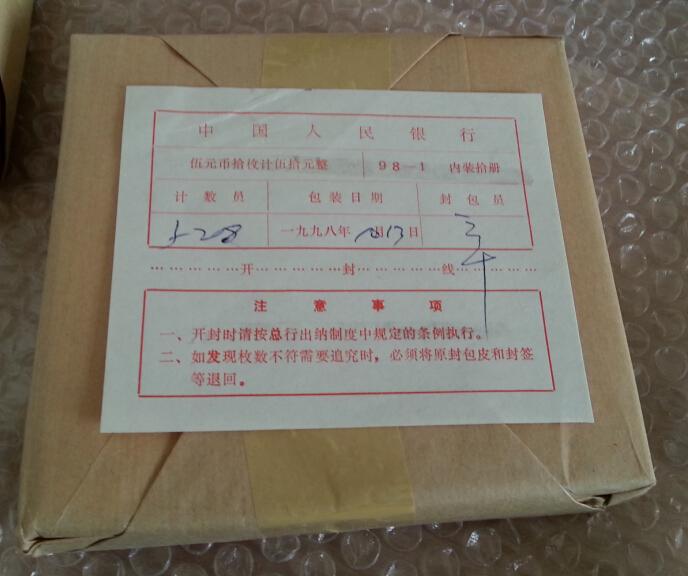 中国人民银行
伍元币拾枚计伍拾元整 98-1 内装拾册
计数员 包装日期 封包员
5-28 一九九八年 月13日
……………开……………封……………线……………
注意事项
一、开封时请按总行出纳制度中规定的条例执行。
二、如发现枚数不符需要追究时，必须将原封包皮和封签
等退回。